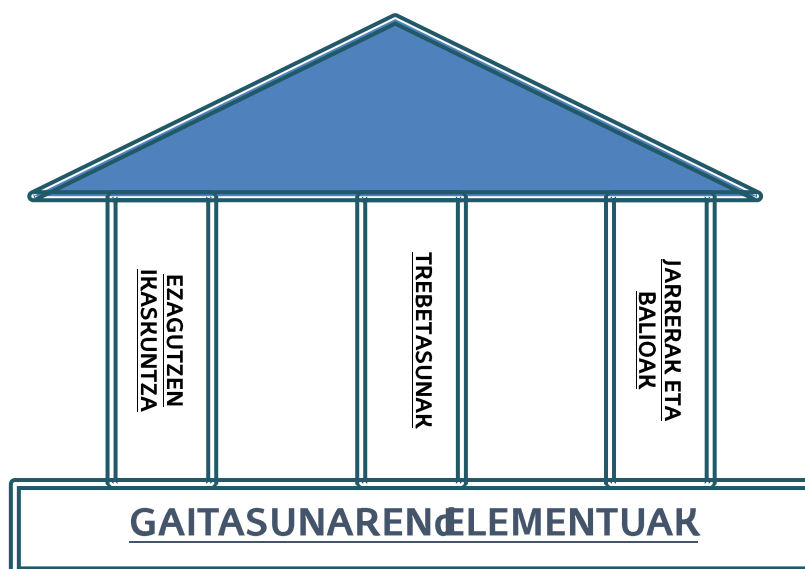 EZAGUTZEN
IKASKUNTZA
TREBETASUNAK
JARRERAK ETA
BALIOAK
GAITASUNAREN ELEMENTUAK